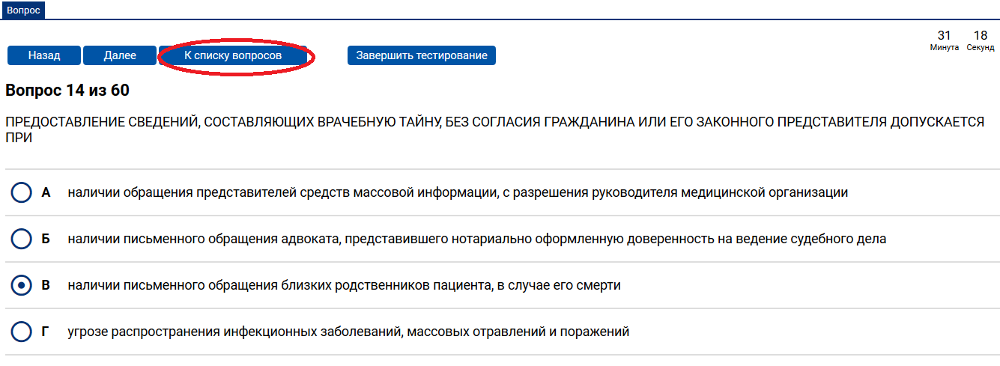 Вопрос
31 18
Минута Секунд
Назад Далее К списку вопросов Завершить тестирование
Вопрос 14 из 60
ПРЕДОСТАВЛЕНИЕ СВЕДЕНИЙ, СОСТАВЛЯЮЩИХ ВРАЧЕБНУЮ ТАЙНУ, БЕЗ СОГЛАСИЯ ГРАЖДАНИНА ИЛИ ЕГО ЗАКОННОГО ПРЕДСТАВИТЕЛЯ ДОПУСКАЕТСЯ
ПРИ
А наличии обращения представителей средств массовой информации, с разрешения руководителя медицинской организации
Б наличии письменного обращения адвоката, представившего нотариально оформленную доверенность на ведение судебного дела
В наличии письменного обращения близких родственников пациента, в случае его смерти
Г угрозе распространения инфекционных заболеваний, массовых отравлений и поражений